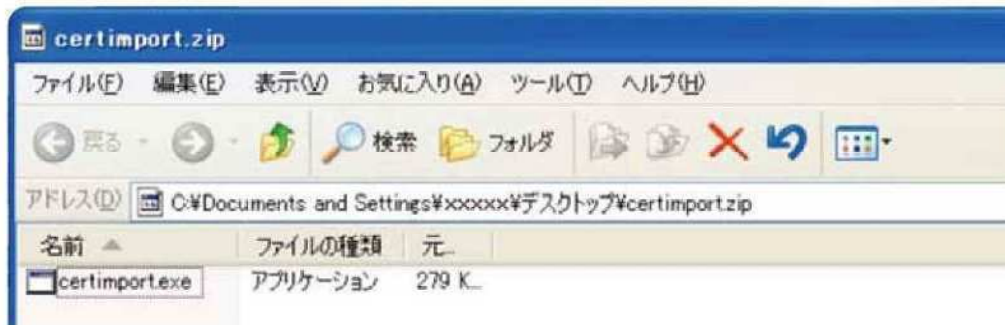 certimport.zip
ファイル(F) 編集(E) 表示(V) お気に入り(A) ツール(T) ヘルプ(H)
戻る 検索 フォルダ
アドレス(D) C:¥Documents and Settings¥xxxxxx¥デスクトップ¥certimport.zip
名前 ファイルの種類 元...
certimport.exe アプリケーション 279 K...